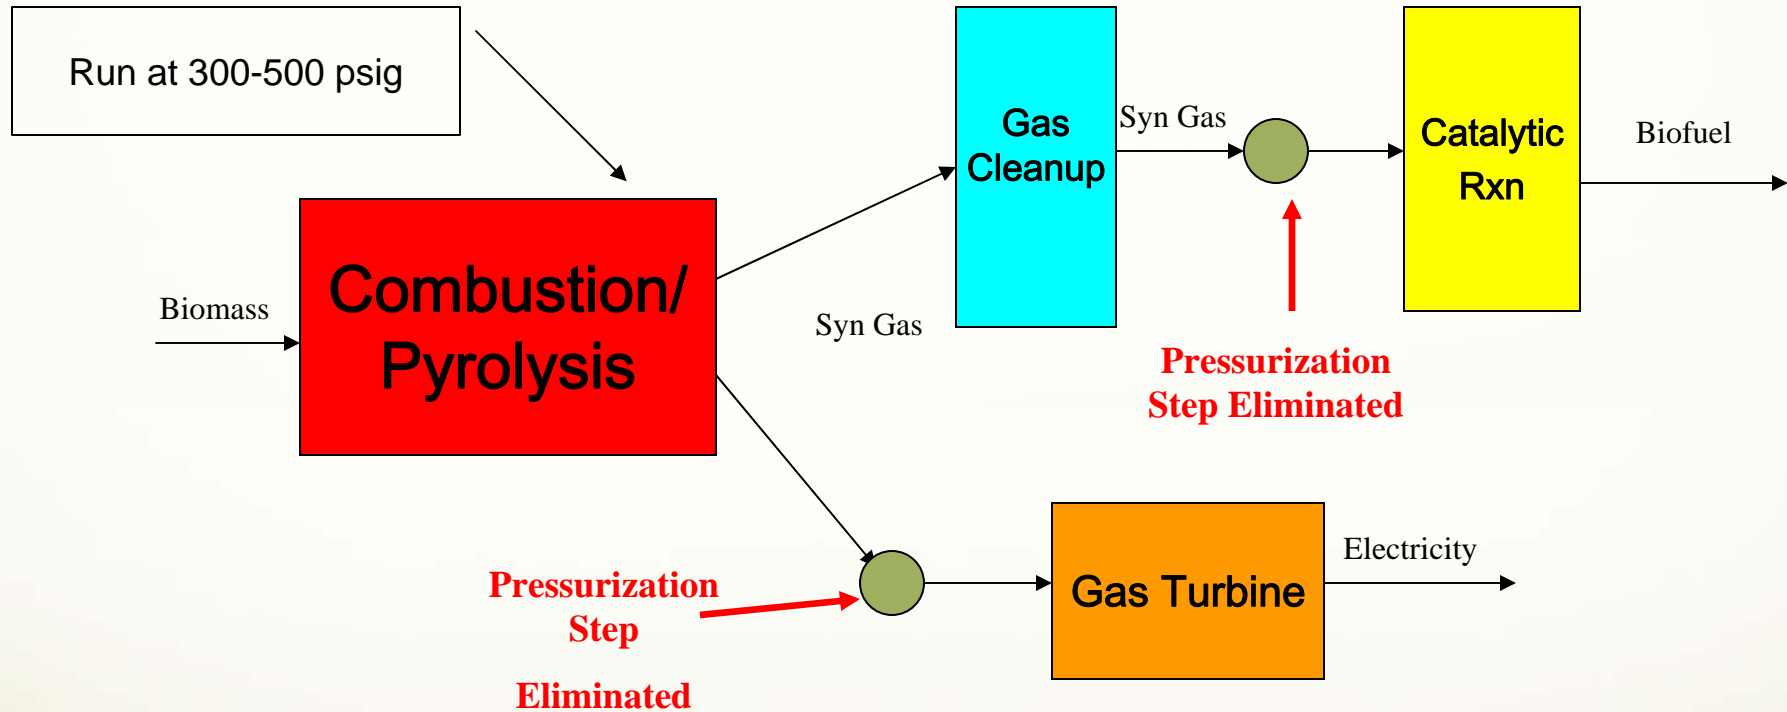 Run at 300-500 psig
Biomass
Combustion/
Pyrolysis
Syn Gas
Gas
Cleanup
Syn Gas
Catalytic
Rxn
Biofuel
Pressurization
Step Eliminated
Pressurization
Step
Eliminated
Gas Turbine
Electricity